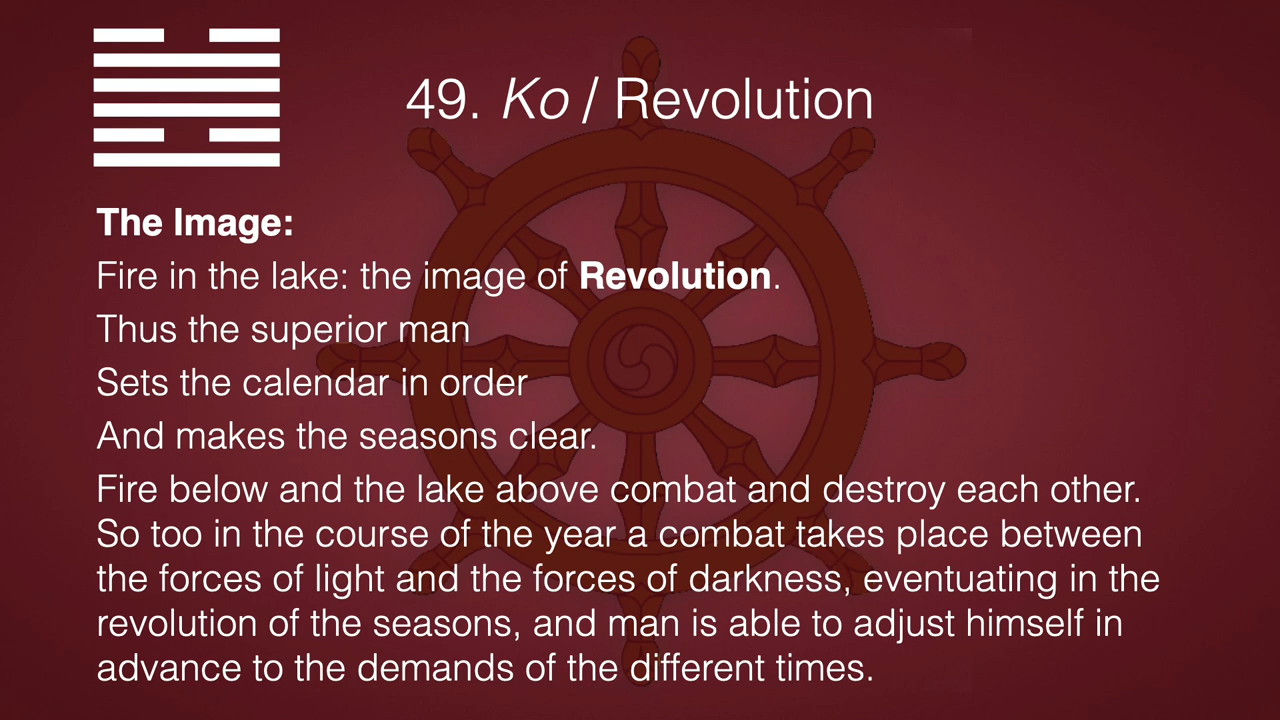 49. Ko / Revolution
The Image:
Fire in the lake: the image of Revolution.
Thus the superior man
Sets the calendar in order
And makes the seasons clear.
Fire below and the lake above combat and destroy each other.
So too in the course of the year a combat takes place between
the forces of light and the forces of darkness, eventuating in the
revolution of the seasons, and man is able to adjust himself in
advance to the demands of the different times.